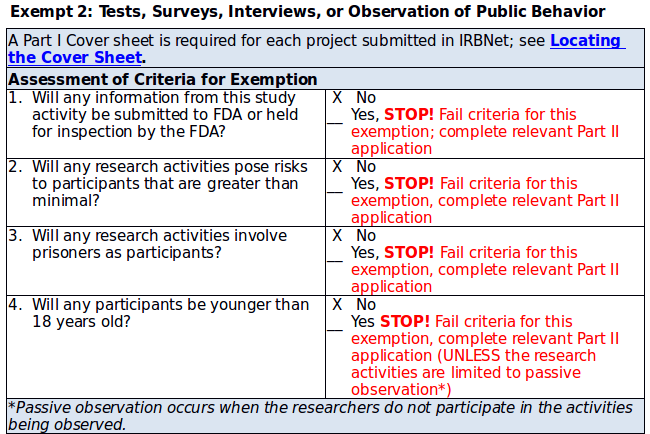 Exempt 2: Tests, Surveys, Interviews, or Observation of Public Behavior
A Part I Cover sheet is required for each project submitted in IRBNet; see Locating
the Cover Sheet.
Assessment of Criteria for Exemption
1. Will any information from this study
activity be submitted to FDA or held
for inspection by the FDA?
X No
__ Yes, STOP! Fail criteria for this
exemption; complete relevant Part II
application
2. Will any research activities pose risks
to participants that are greater than
minimal?
X No
__ Yes, STOP! Fail criteria for this
exemption, complete relevant Part II
application
3. Will any research activities involve
prisoners as participants?
X No
__ Yes, STOP! Fail criteria for this
exemption, complete relevant Part II
application
4. Will any participants be younger than
18 years old?
X No
__ Yes STOP! Fail criteria for this
exemption, complete relevant Part II
application (UNLESS the research
activities are limited to passive
observation*)
*Passive observation occurs when the researchers do not participate in the activities
being observed.